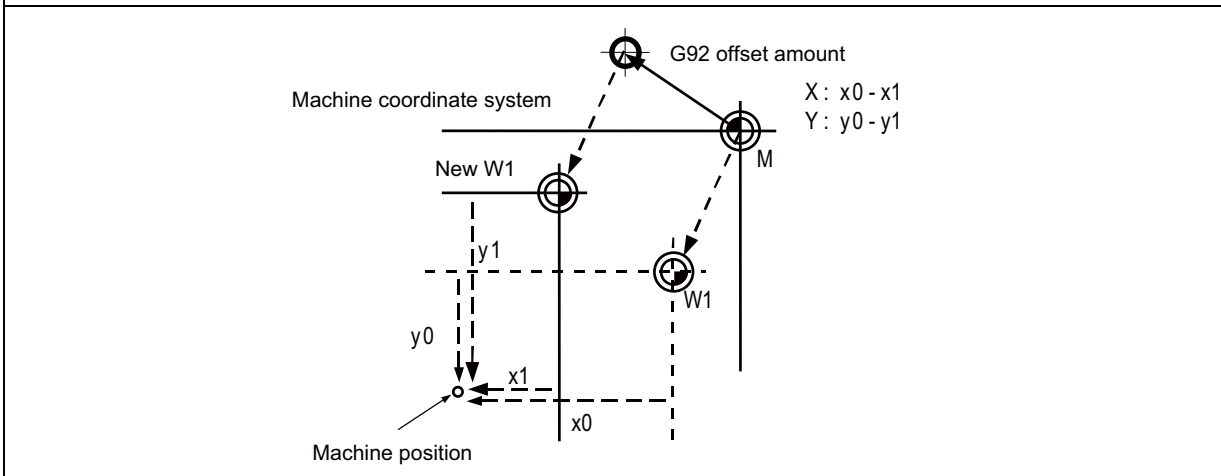 G92 offset amount
X : x0 - x1
Y : y0 - y1
Machine coordinate system
M
New W1
y1
W1
y0
x1
x0
Machine position